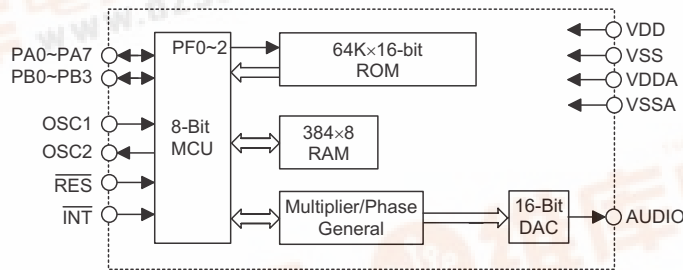 PA0~PA7
PB0~PB3
OSC1
OSC2
RES
INT
8-Bit
MCU
PF0~2
64K×16-bit
ROM
384×8
RAM
Multiplier/Phase
General
16-Bit
DAC
VDD
VSS
VDDA
VSSA
AUDIO